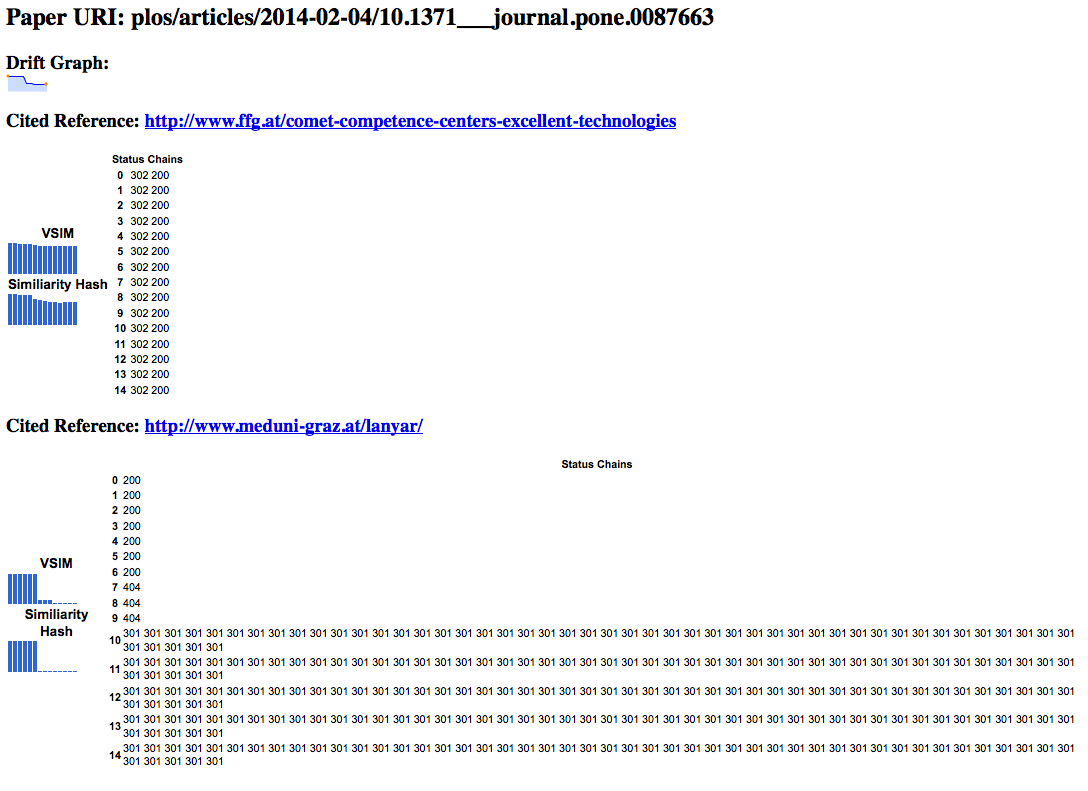 Paper URI: plos/articles/2014-02-04/10.1371___journal.pone.0087663
Drift Graph:
Cited Reference: http://www.ffg.at/comet-competence-centers-excellent-technologies
Status Chains
0 302 200
1 302 200
2 302 200
3 302 200
4 302 200
5 302 200
6 302 200
7 302 200
8 302 200
9 302 200
10 302 200
11 302 200
12 302 200
13 302 200
14 302 200
VSIM
Similiarity Hash
Cited Reference: http://www.meduni-graz.at/lanyar/
Status Chains
0 200
1 200
2 200
3 200
4 200
5 200
6 200
7 404
8 404
9 404
10 301 301 301 301 301 301 301 301 301 301 301 301 301 301 301 301 301 301 301 301 301 301 301 301 301 301 301 301 301 301 301 301 301 301 301 301 301 301 301 301 301 301 301 301 301 301
301 301 301 301 301
11 301 301 301 301 301 301 301 301 301 301 301 301 301 301 301 301 301 301 301 301 301 301 301 301 301 301 301 301 301 301 301 301 301 301 301 301 301 301 301 301 301 301 301 301 301 301
301 301 301 301 301
12 301 301 301 301 301 301 301 301 301 301 301 301 301 301 301 301 301 301 301 301 301 301 301 301 301 301 301 301 301 301 301 301 301 301 301 301 301 301 301 301 301 301 301 301 301 301
301 301 301 301 301
13 301 301 301 301 301 301 301 301 301 301 301 301 301 301 301 301 301 301 301 301 301 301 301 301 301 301 301 301 301 301 301 301 301 301 301 301 301 301 301 301 301 301 301 301 301 301
301 301 301 301 301
14 301 301 301 301 301 301 301 301 301 301 301 301 301 301 301 301 301 301 301 301 301 301 301 301 301 301 301 301 301 301 301 301 301 301 301 301 301 301 301 301 301 301 301 301 301 301
301 301 301 301 301
VSIM
Similiarity
Hash